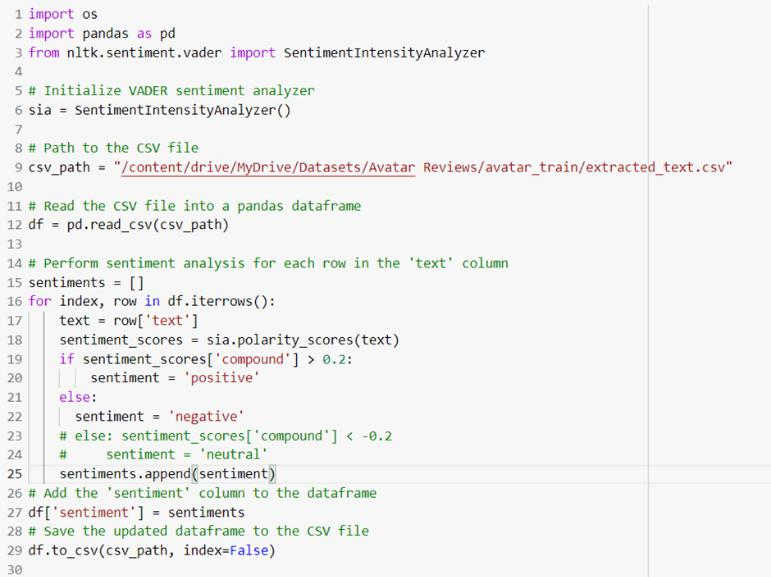 1 import os
2 import pandas as pd
3 from nltk.sentiment.vader import SentimentIntensityAnalyzer
4
5 # Initialize VADER sentiment analyzer
6 sia = SentimentIntensityAnalyzer()
7
8 # Path to the CSV file
9 csv_path = "/content/drive/MyDrive/Datasets/Avatar Reviews/avatar_train/extracted_text.csv"
10
11 # Read the CSV file into a pandas dataframe
12 df = pd.read_csv(csv_path)
13
14 # Perform sentiment analysis for each row in the 'text' column
15 sentiments = []
16 for index, row in df.iterrows():
17     text = row['text']
18     sentiment_scores = sia.polarity_scores(text)
19     if sentiment_scores['compound'] > 0.2:
20         sentiment = 'positive'
21     else:
22       sentiment = 'negative'
23     # else: sentiment_scores['compound'] < -0.2
24     #     sentiment = 'neutral'
25     sentiments.append(sentiment)
26 # Add the 'sentiment' column to the dataframe
27 df['sentiment'] = sentiments
28 # Save the updated dataframe to the CSV file
29 df.to_csv(csv_path, index=False)
30